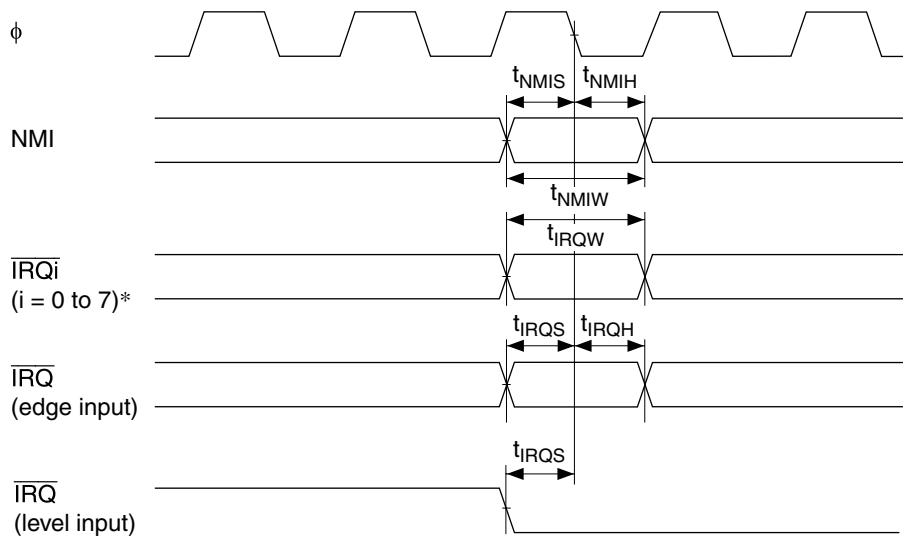 φ
tNMIS tNMIH
NMI
tNMIW
tIRQW
IRQi
(i = 0 to 7)*
tIRQS tIRQH
IRQ
(edge input)
tIRQS
IRQ
(level input)